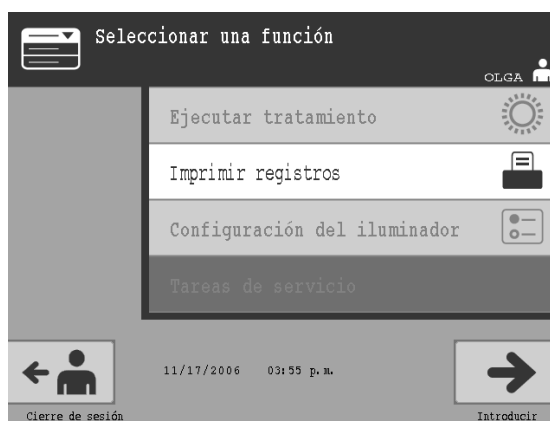 Seleccionar una función
OLGA
Ejecutar tratamiento
Imprimir registros
Configuración del iluminador
Tareas de servicio
11/17/2006 03:55 p.m.
Cierre de sesión
Introducir